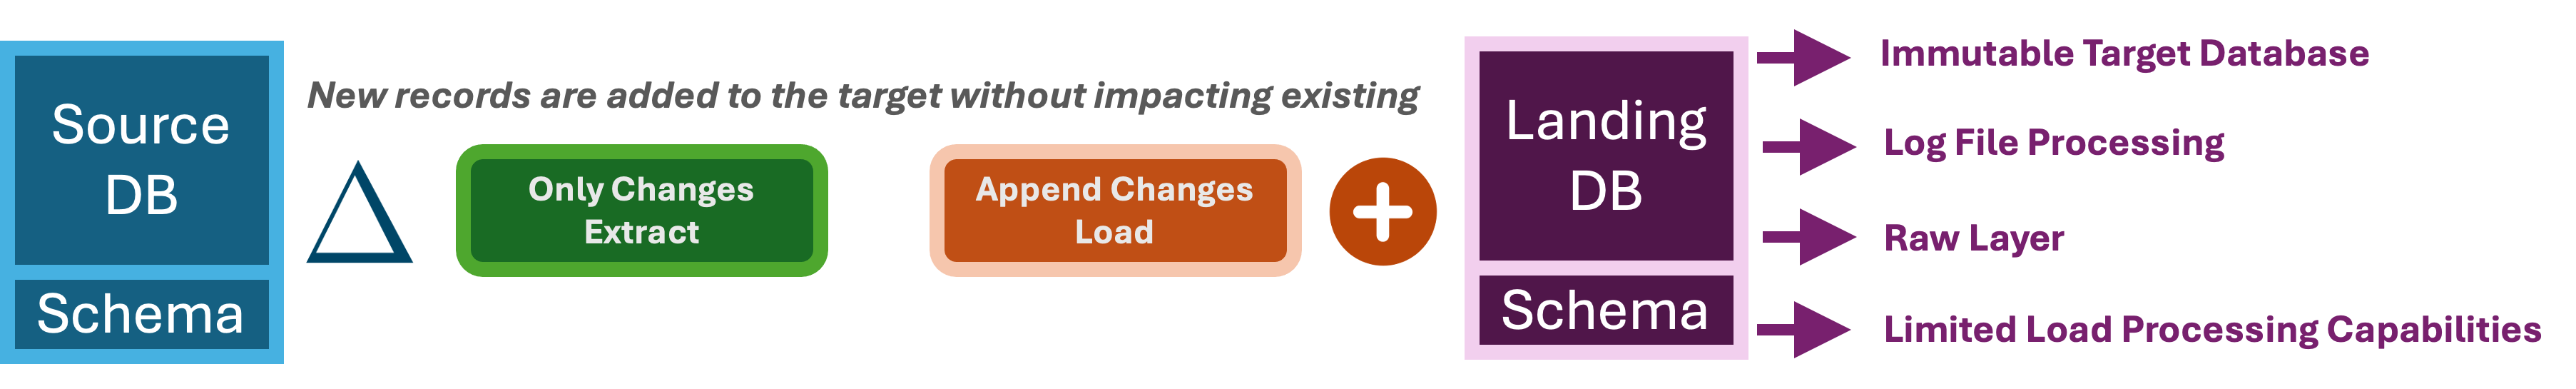 Source
DB
Schema
New records are added to the target without impacting existing
Only Changes
Extract
Append Changes
Load
Landing
DB
Schema
Immutable Target Database
Log File Processing
Raw Layer
Limited Load Processing Capabilities